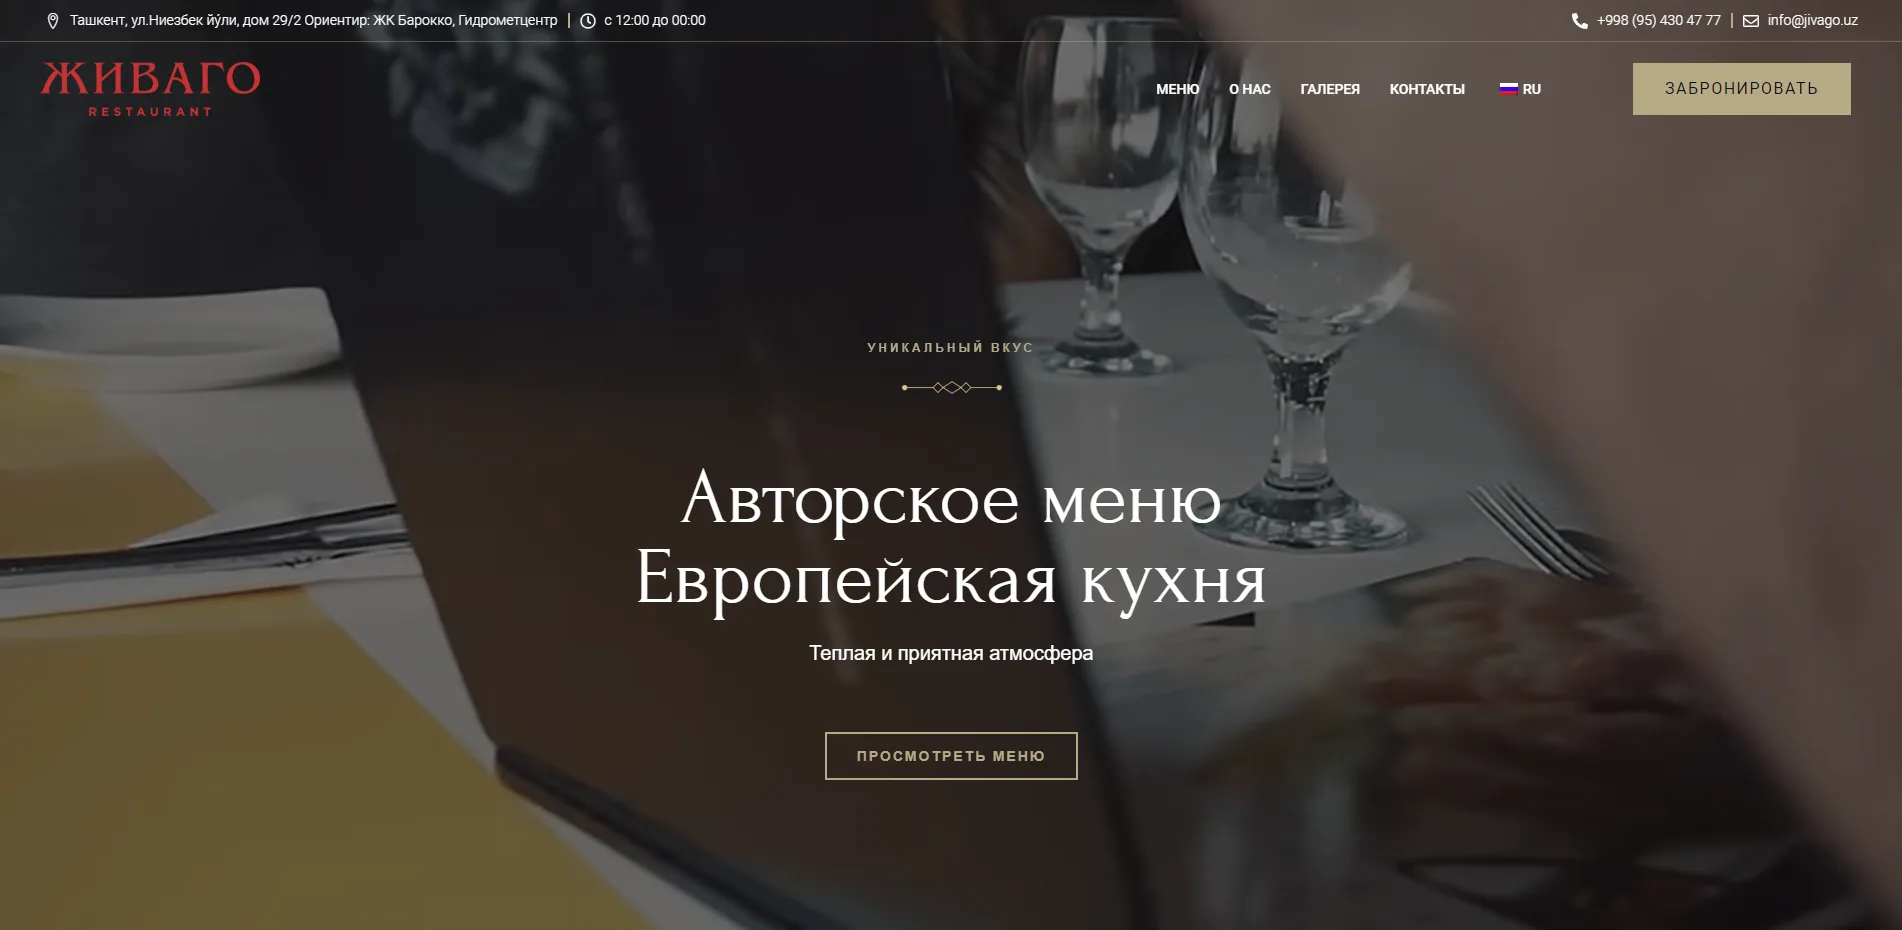 Ташкент, ул.Ниезбек йўли, дом 29/2 Ориентир: ЖК Барокко, Гидрометцентр
с 12:00 до 00:00
+998 (95) 430 47 77
info@jivago.uz
ЖИВАГО
RESTAURANT
МЕНЮ
О НАС
ГАЛЕРЕЯ
КОНТАКТЫ
RU
ЗАБРОНИРОВАТЬ
УНИКАЛЬНЫЙ ВКУС
Авторское меню
Европейская кухня
Теплая и приятная атмосфера
ПРОСМОТРЕТЬ МЕНЮ